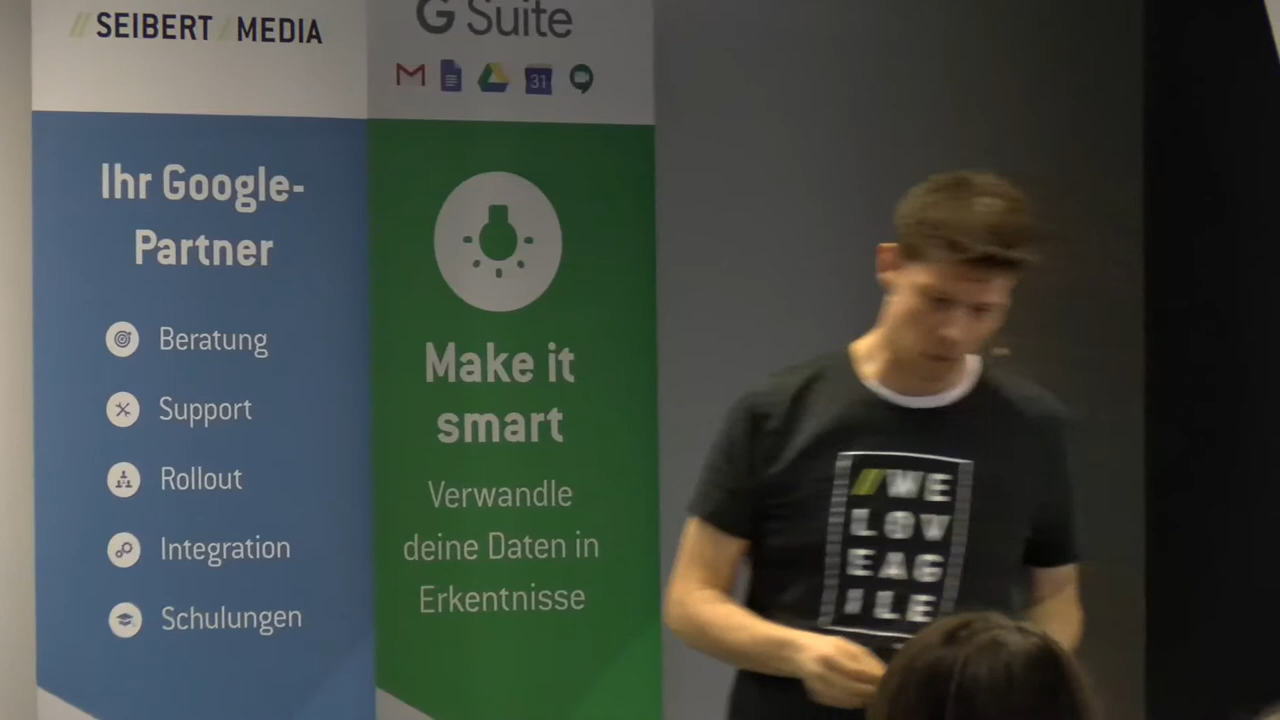 //SEIBERT/MEDIA
Ihr Google-
Partner
Beratung
Support
Rollout
Integration
Schulungen
G Suite
31
Make it
smart
Verwandle
deine Daten in
Erkentnisse
//WE
LOV
EAG
ILE